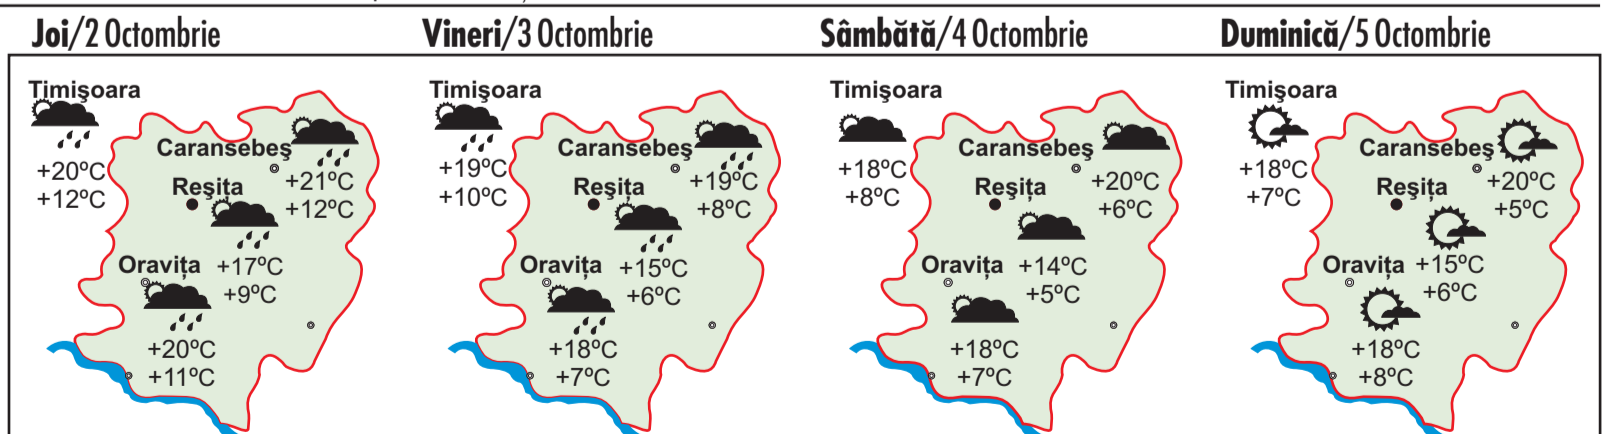 Joi/2 Octombrie
Timişoara
+20ºC
+12ºC
Caransebeş
+21ºC
+12ºC
Reşiţa
+17ºC
+9ºC
Oraviţa
+20ºC
+11ºC
Vineri/3 Octombrie
Timişoara
+19ºC
+10ºC
Caransebeş
+19ºC
+8ºC
Reşiţa
+15ºC
+6ºC
Oraviţa
+18ºC
+7ºC
Sâmbătă/4 Octombrie
Timişoara
+18ºC
+8ºC
Caransebeş
+20ºC
+6ºC
Reşiţa
+14ºC
+5ºC
Oraviţa
+18ºC
+7ºC
Duminică/5 Octombrie
Timişoara
+18ºC
+7ºC
Caransebeş
+20ºC
+5ºC
Reşiţa
+15ºC
+6ºC
Oraviţa
+18ºC
+8ºC